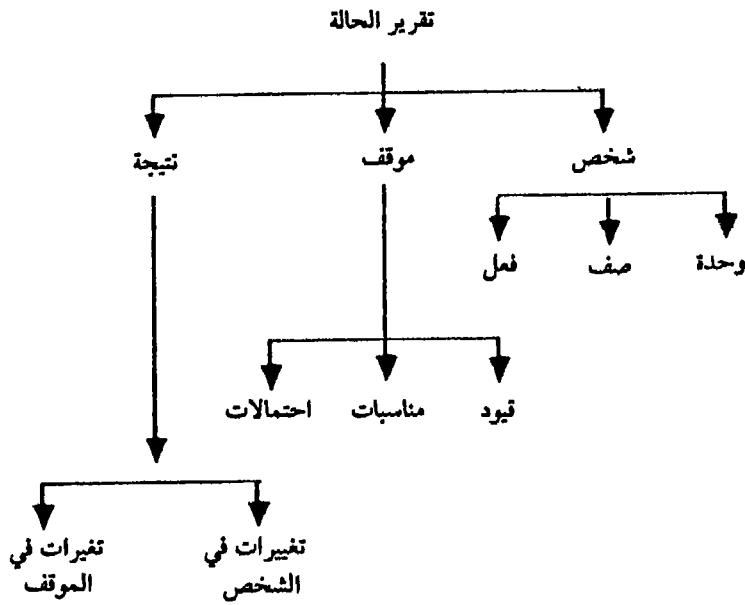 تقرير الحالة
شخص
موقف
نتيجة
وحدة
صف
فعل
قيود
مناسبات
احتمالات
تغييرات في
الشخص
تغيرات في
الموقف